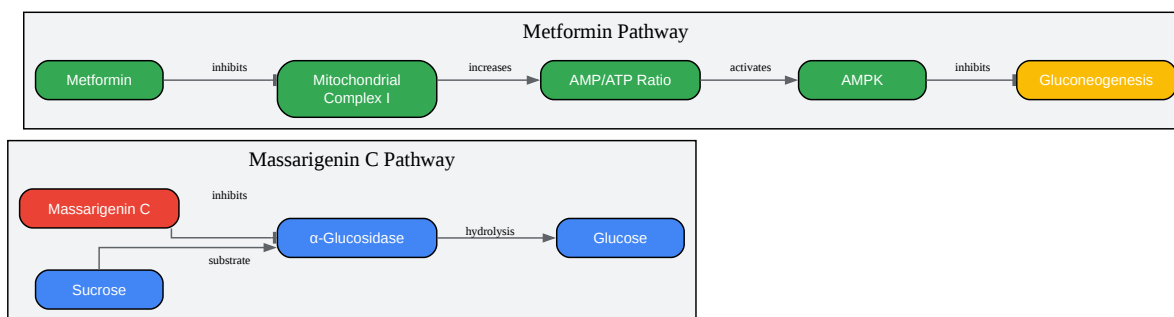 Metformin Pathway
Metformin
inhibits
Mitochondrial
Complex I
increases
AMP/ATP Ratio
activates
AMPK
inhibits
Gluconeogenesis
Massarigenin C Pathway
Massarigenin C
inhibits
α-Glucosidase
hydrolysis
Glucose
substrate
Sucrose